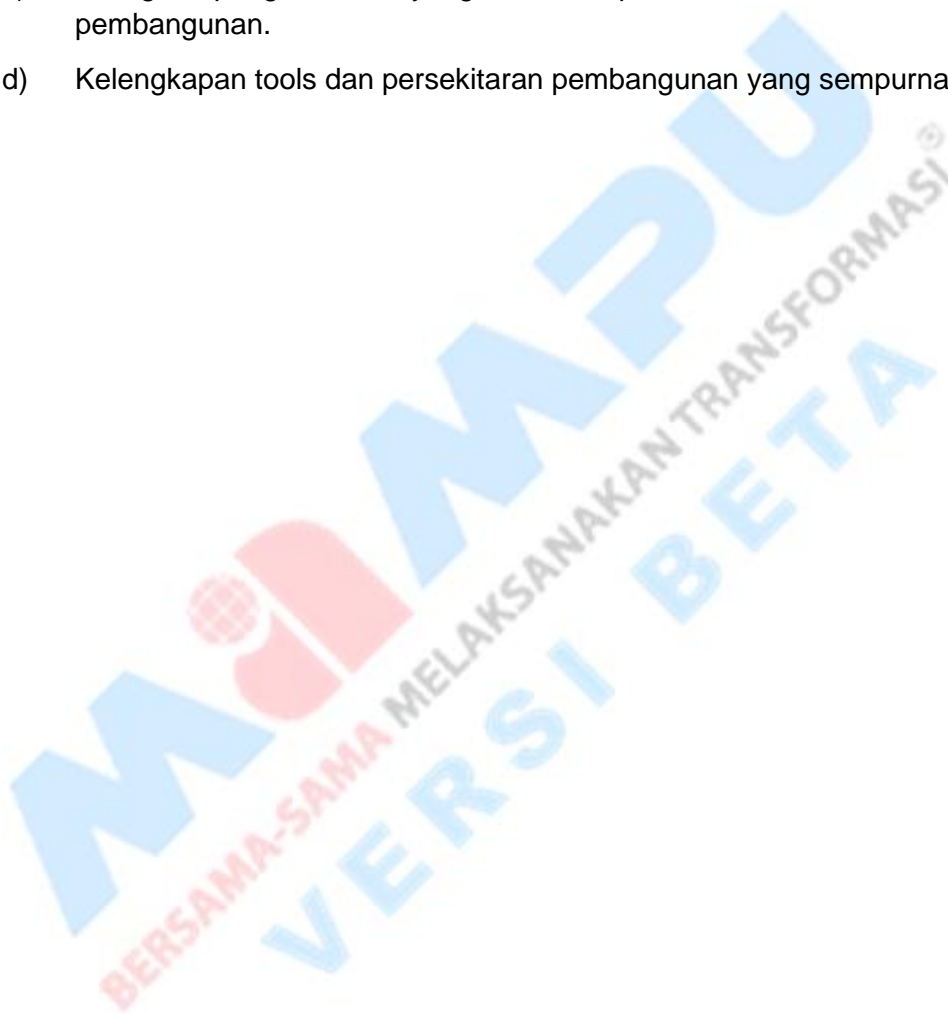 pembangunan.
d) Kelengkapan tools dan persekitaran pembangunan yang sempurna
MAMPU
BERSAMA-SAMA MELAKSANAKAN TRANSFORMASI
VERSI BETA